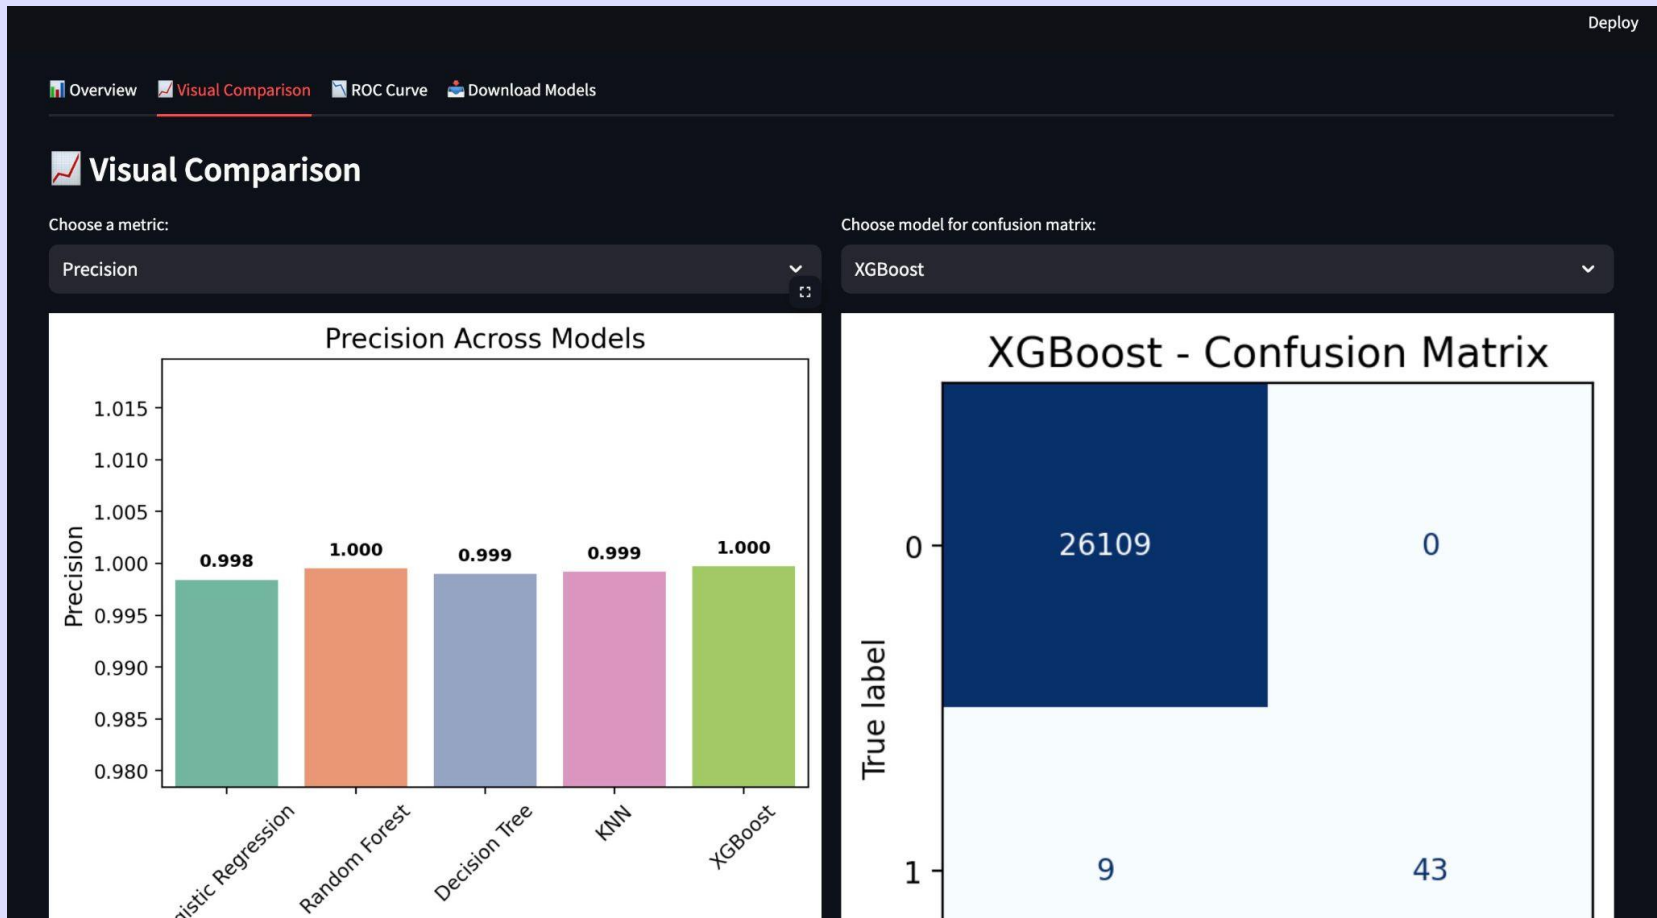 Deploy
Overview Visual Comparison ROC Curve Download Models
Visual Comparison
Choose a metric:
Precision
Choose model for confusion matrix:
XGBoost
Precision Across Models
1.015
1.010
1.005
1.000
0.995
0.990
0.985
0.980
Precision
0.998
1.000
0.999
0.999
1.000
gistic Regression
Random Forest
Decision Tree
KNN
XGBoost
XGBoost - Confusion Matrix
True label
0
26109 0
1
9 43